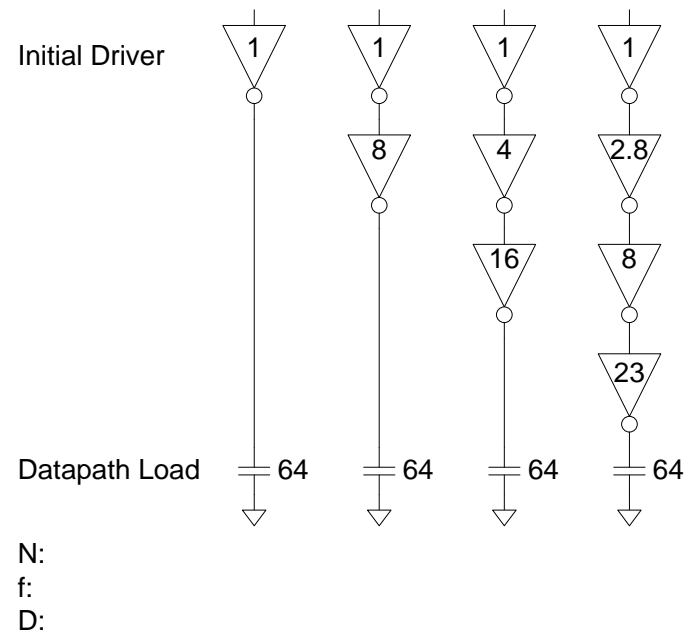 Initial Driver 1 1 1 1
8 4 2.8
16 8
23
Datapath Load 64 64 64 64
N:
f:
D: